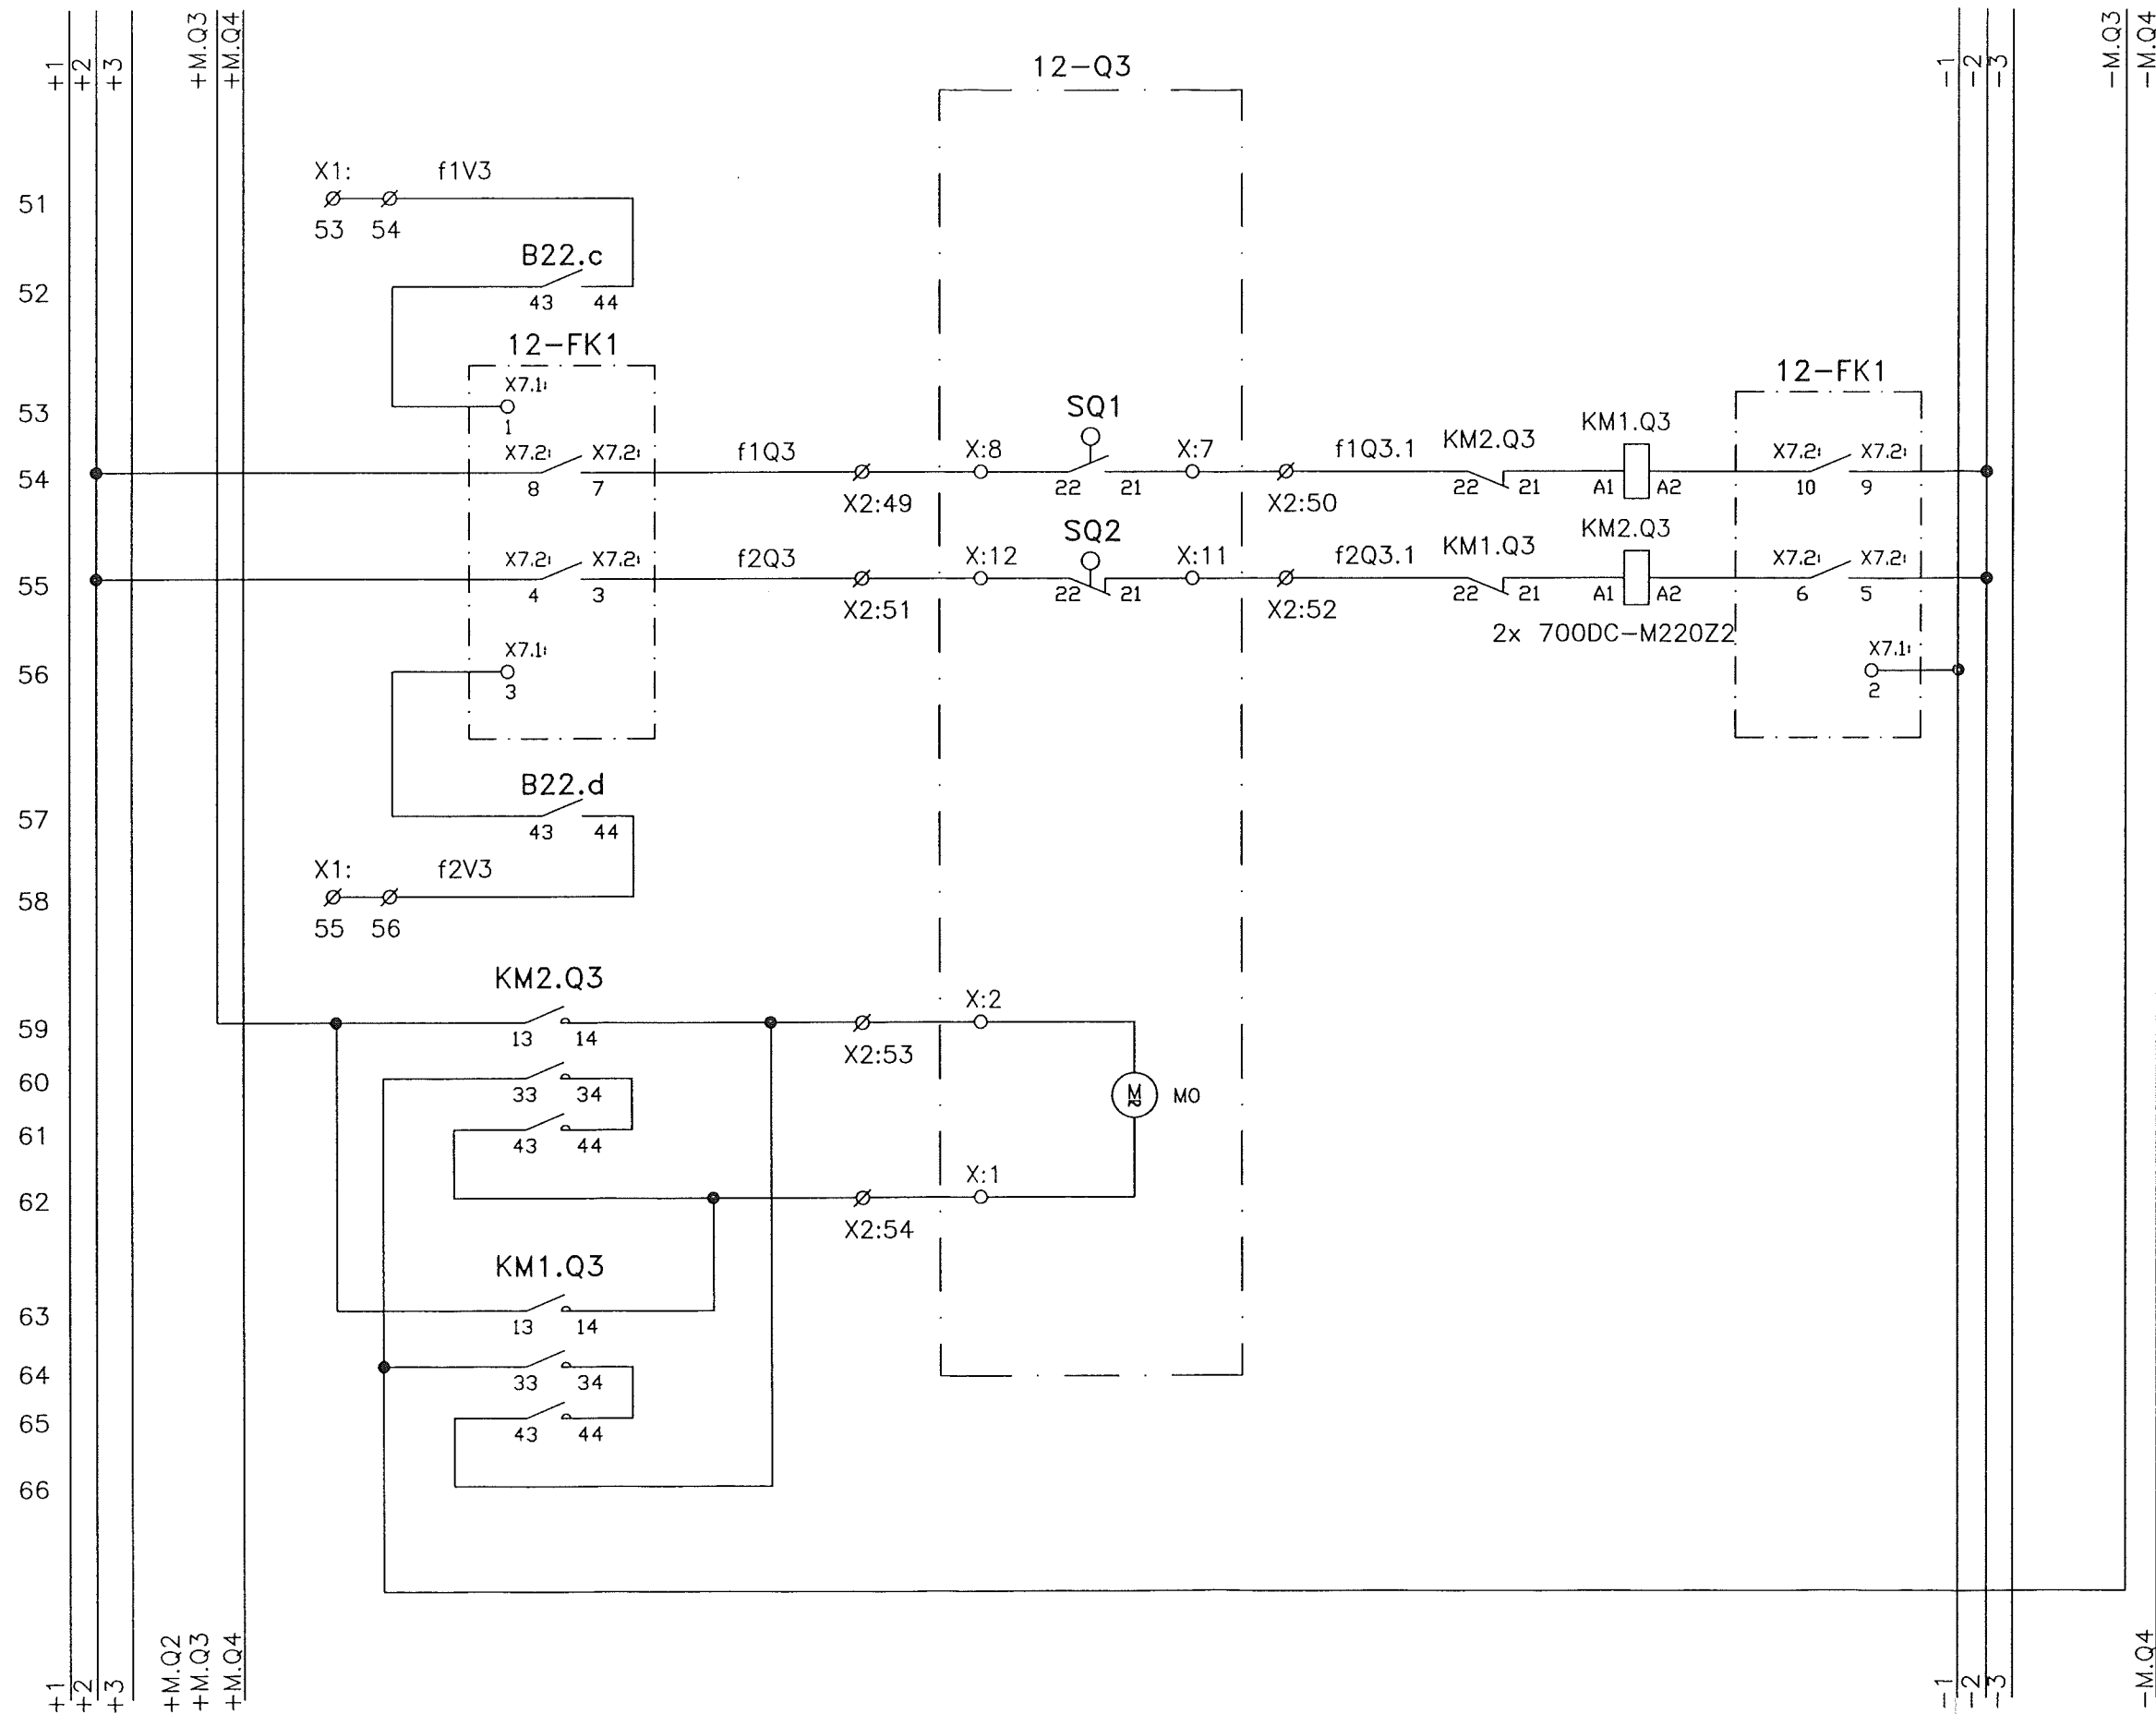 +1 +2 +3 +M.Q3 +M.Q4 -1 -2 -3 -M.Q3 -M.Q4
12-Q3
X1: f1V3
51
53 54
B22.c
52
43 44
12-FK1
12-FK1
X7.1:
SQ1
53
1
KM1.Q3
X7.2: X7.2: f1Q3 X:8 X:7 f1Q3.1 KM2.Q3 X7.2: X7.2:
54
8 7 22 21 22 21 A1 A2 10 9
X2:49 X2:50
SQ2
KM2.Q3
X7.2: X7.2: f2Q3 X:12 X:11 f2Q3.1 KM1.Q3 X7.2: X7.2:
55
4 3 22 21 22 21 A1 A2 6 5
X2:51 X2:52
2x 700DC-M220Z2
X7.1: X7.1:
56
3 2
B22.d
57
43 44
X1: f2V3
58
55 56
KM2.Q3
X:2
59
13 14
X2:53
60
33 34
M MO
61
43 44
X:1
62
X2:54
KM1.Q3
63
13 14
64
33 34
65
43 44
66
+1 +2 +3 +M.Q2 +M.Q3 +M.Q4 -1 -2 -3 -M.Q4